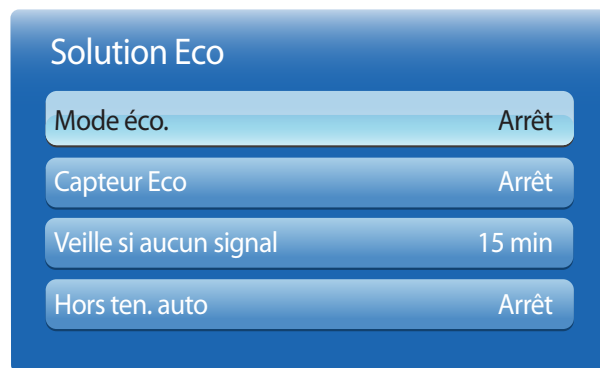 Solution Eco
Mode éco. Arrêt
Capteur Eco Arrêt
Veille si aucun signal 15 min
Hors ten. auto Arrêt